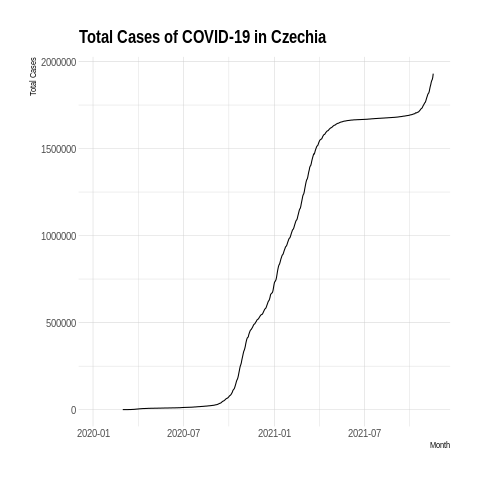 Total Cases of COVID-19 in Czechia
Total Cases
2000000
1500000
1000000
500000
0
2020-01 2020-07 2021-01 2021-07
Month